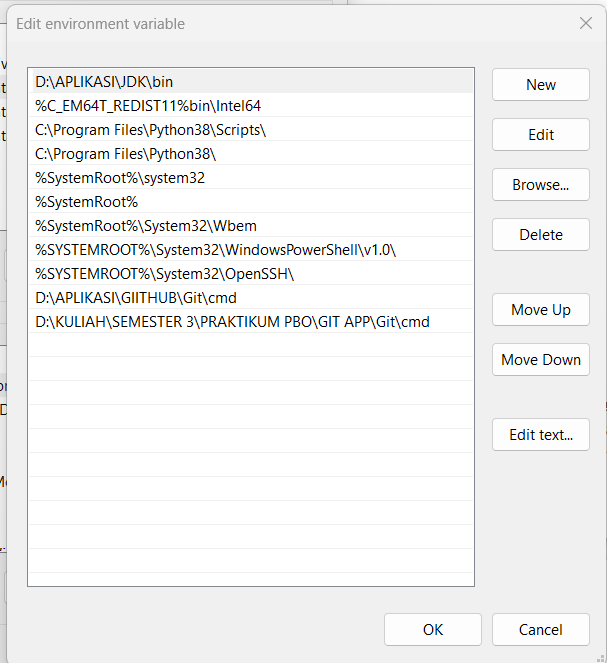 Edit environment variable
D:\APLIKASI\JDK\bin
%C_EM64T_REDIST11%bin\Intel64
C:\Program Files\Python38\Scripts\
C:\Program Files\Python38\
%SystemRoot%\system32
%SystemRoot%
%SystemRoot%\System32\Wbem
%SYSTEMROOT%\System32\WindowsPowerShell\v1.0\
%SYSTEMROOT%\System32\OpenSSH\
D:\APLIKASI\GIITHUB\Git\cmd
D:\KULIAH\SEMESTER 3\PRAKTIKUM PBO\GIT APP\Git\cmd
New
Edit
Browse...
Delete
Move Up
Move Down
Edit text...
OK
Cancel